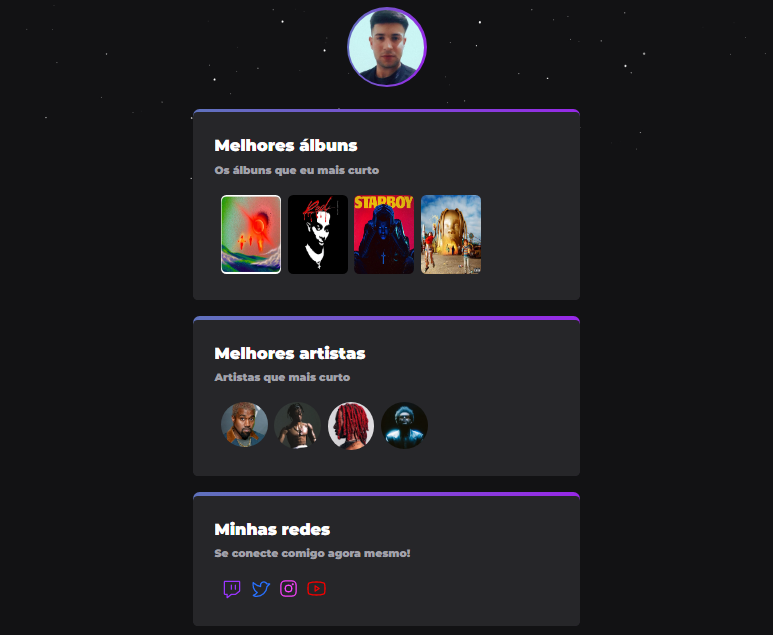 Melhores álbuns
Os álbuns que eu mais curto
Red
STARBOY
Melhores artistas
Artistas que mais curto
Minhas redes
Se conecte comigo agora mesmo!